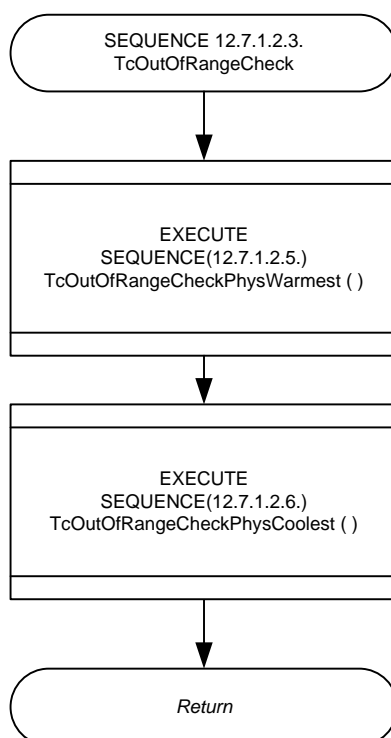 SEQUENCE 12.7.1.2.3.
TcOutOfRangeCheck
EXECUTE
SEQUENCE(12.7.1.2.5.)
TcOutOfRangeCheckPhysWarmest ( )
EXECUTE
SEQUENCE(12.7.1.2.6.)
TcOutOfRangeCheckPhysCoolest ( )
Return